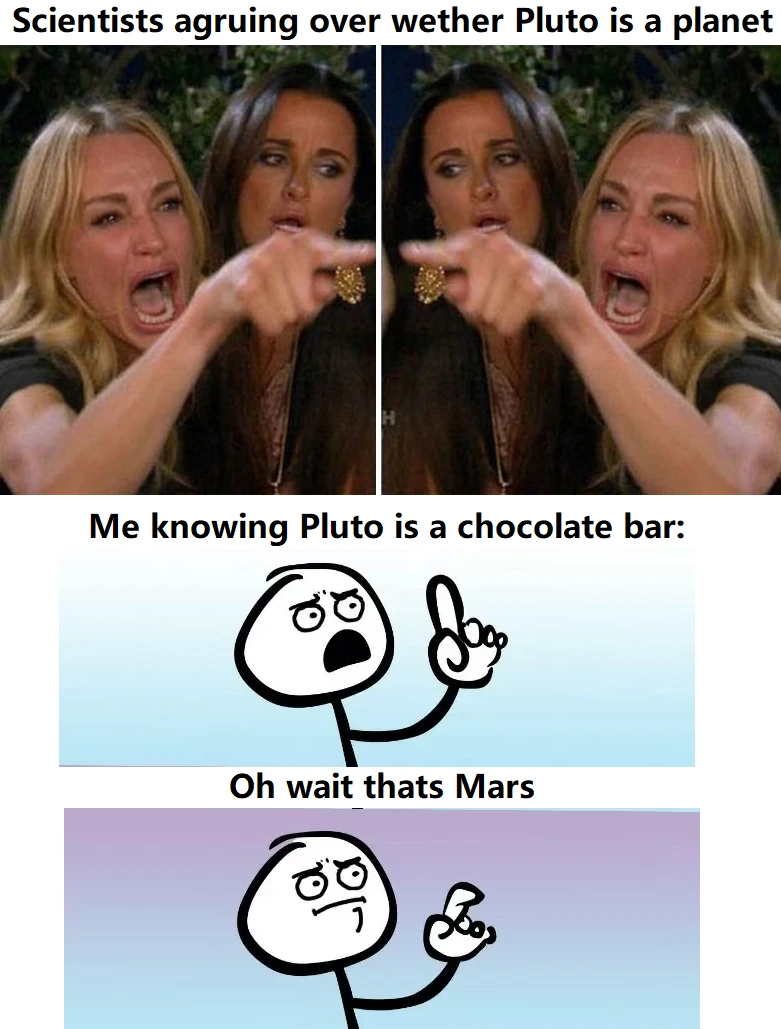 Scientists agruing over wether Pluto is a planet
H
Me knowing Pluto is a chocolate bar:
Oh wait thats Mars